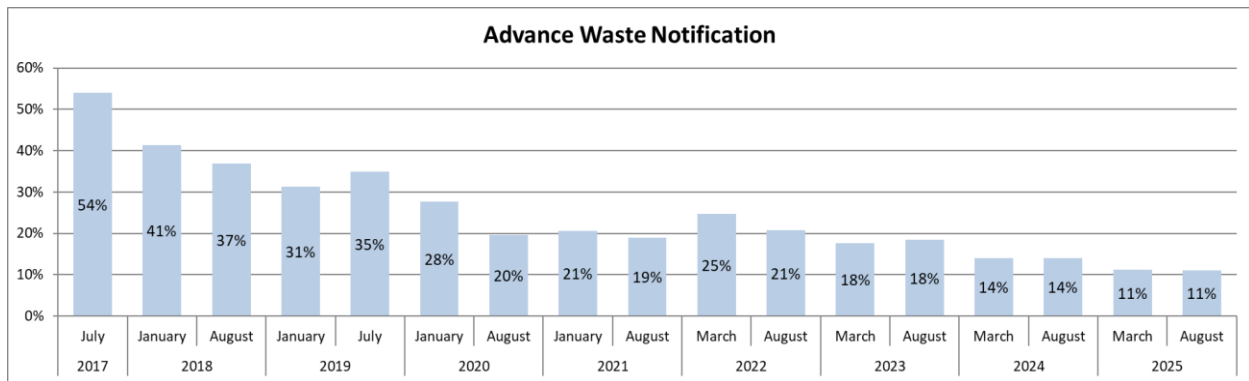 Advance Waste Notification
60%
50%
40%
30%
20%
10%
0%
54% 41% 37% 31% 35% 28% 20% 21% 19% 25% 21% 18% 18% 14% 14% 11% 11%
July January August January July January August January August March August March August March August March August
2017 2018 2019 2020 2021 2022 2023 2024 2025